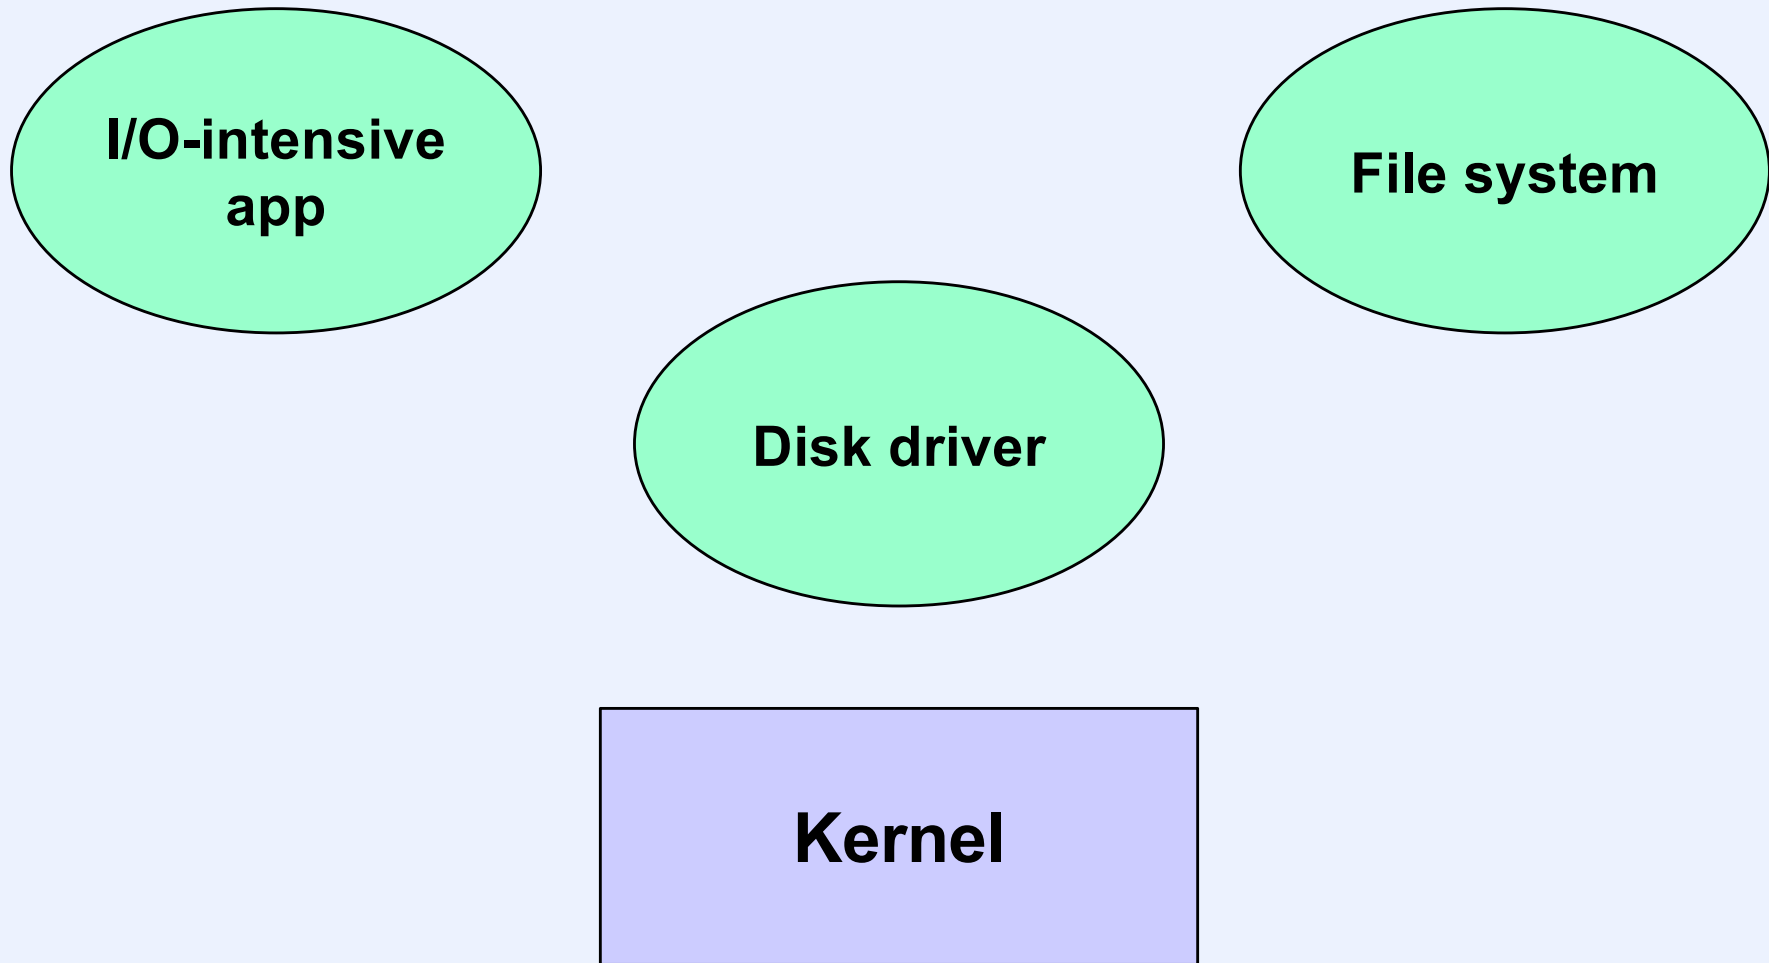 I/O-intensive
app
File system
Disk driver
Kernel